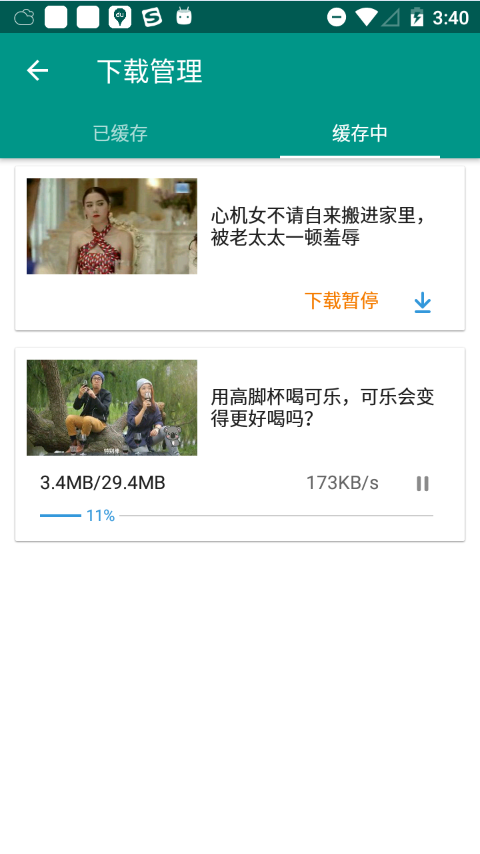 3:40
下载管理
已缓存
缓存中
心机女不请自来搬进家里，
被老太太一顿羞辱
下载暂停
用高脚杯喝可乐，可乐会变
得更好喝吗？
3.4MB/29.4MB
173KB/s
11%